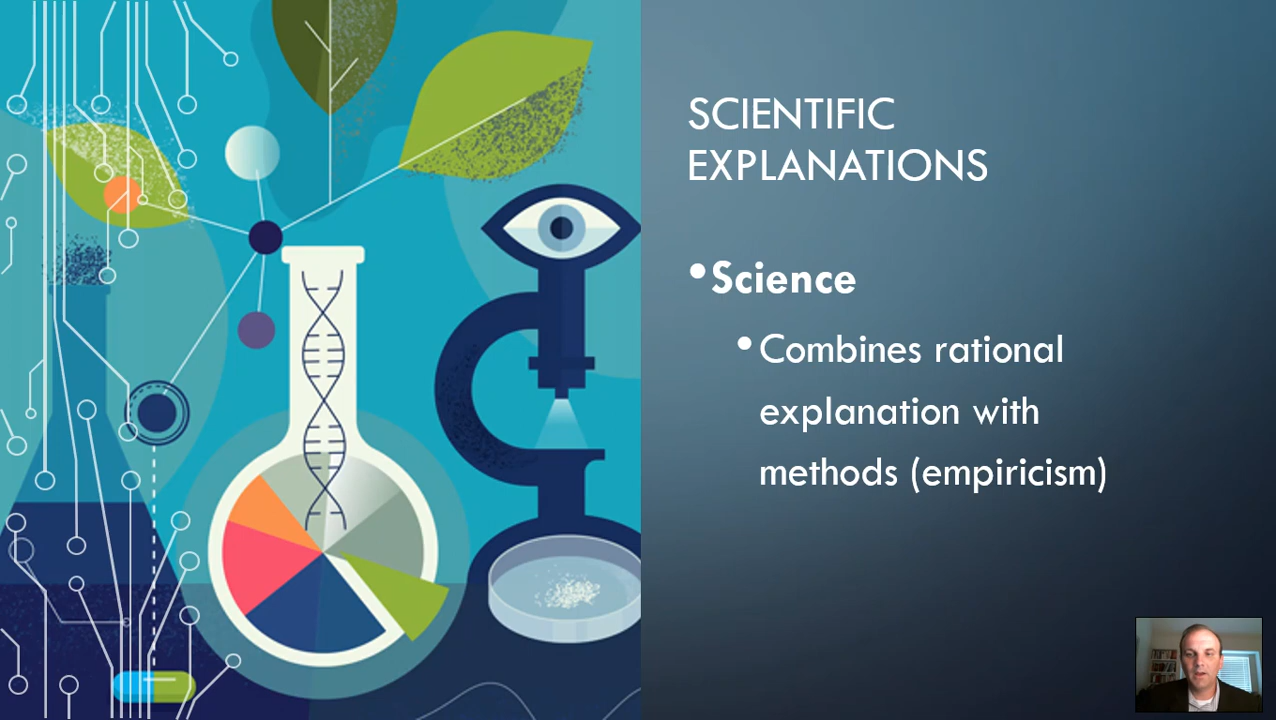 SCIENTIFIC
EXPLANATIONS
•Science
•Combines rational
explanation with
methods (empiricism)